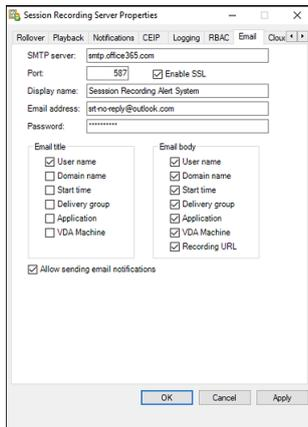 Session Recording Server Properties
Rollover Playback Notifications CEIP Logging RBAC Email Clou
SMTP server: smtp.office365.com
Port: 587 Enable SSL
Display name: Sesssion Recording Alert System
Email address: srt-no-reply@outlook.com
Password: **********
Email title Email body
User name User name
Domain name Domain name
Start time Start time
Delivery group Delivery group
Application Application
VDA Machine VDA Machine
Recording URL
Allow sending email notifications
OK Cancel Apply